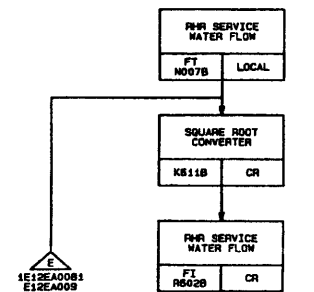 RHR SERVICE
WATER FLOW
FT
N007B
LOCAL
SQUARE ROOT
CONVERTER
K611B
CR
RHR SERVICE
WATER FLOW
FI
R602B
CR
E
1E12EA0081
E12EA009